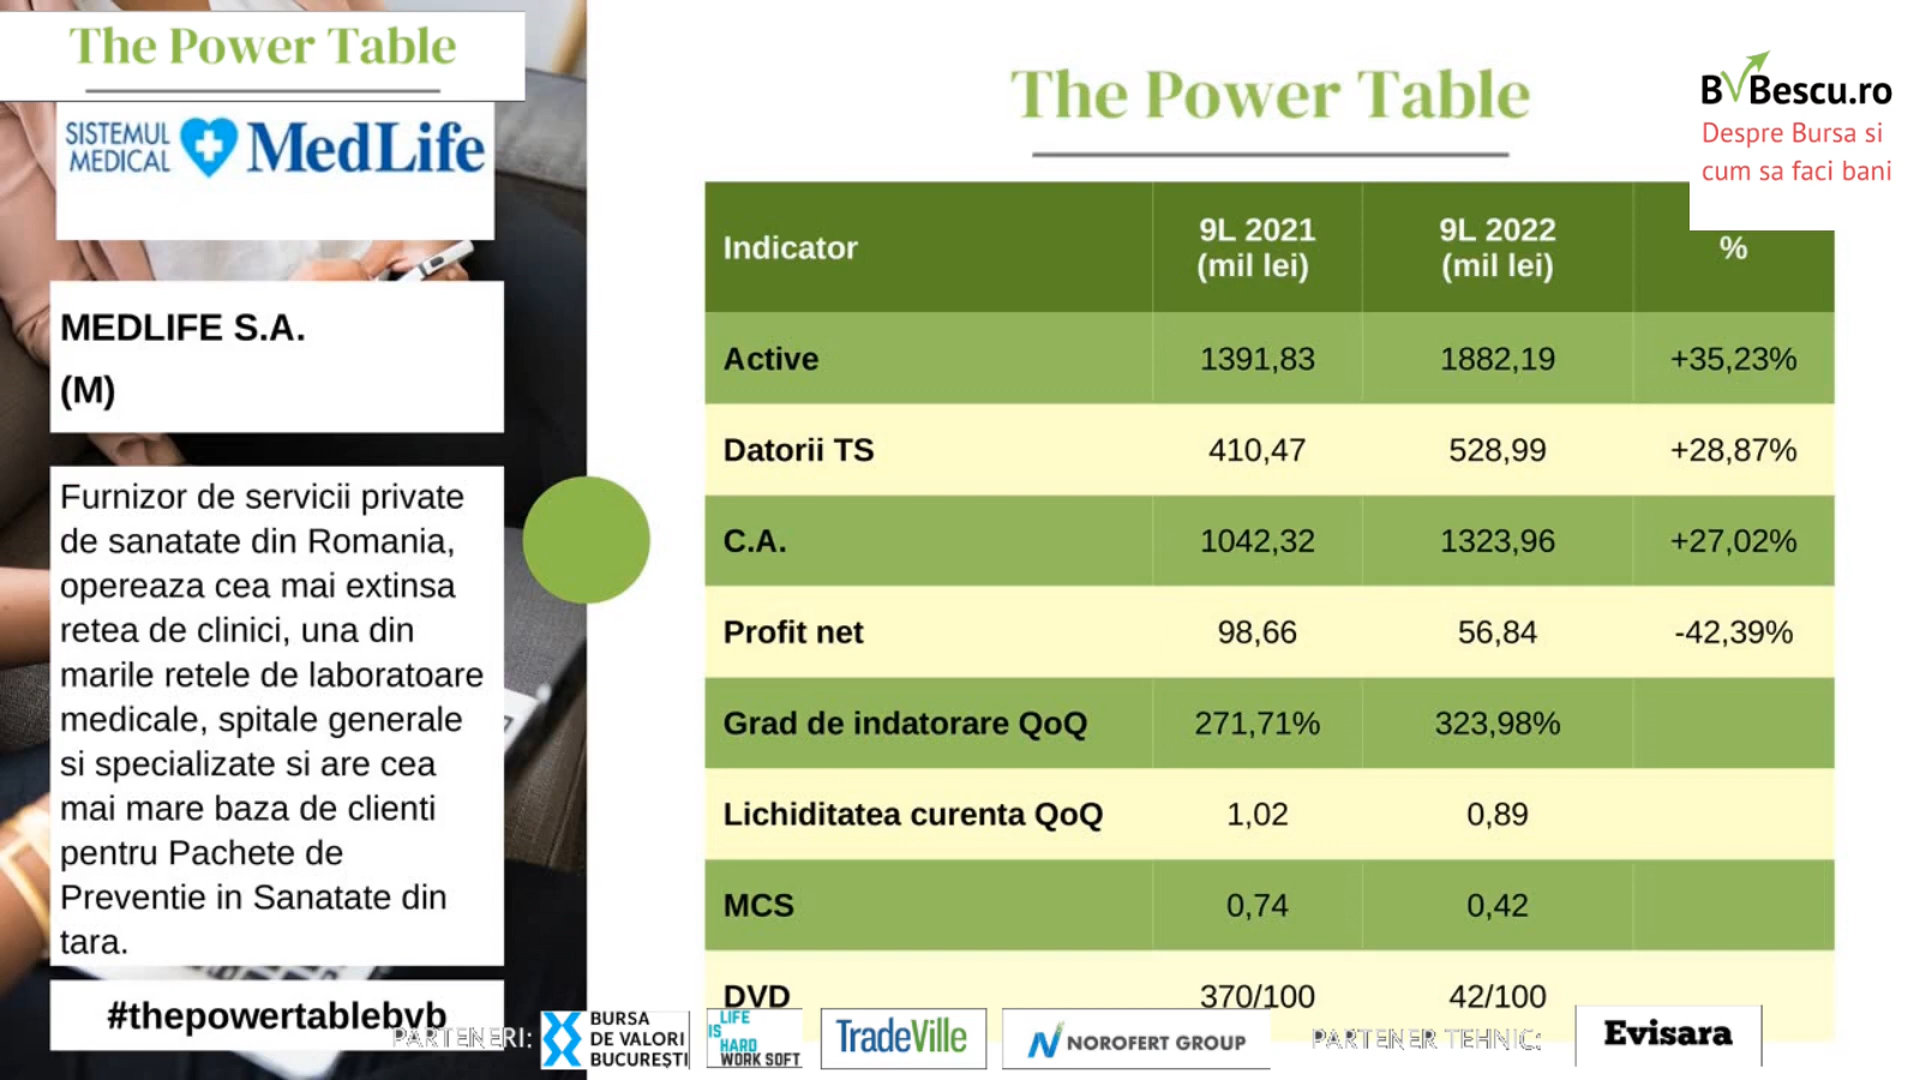 The Power Table
SISTEMUL
MEDICAL
MedLife
MEDLIFE S.A.
(M)
Furnizor de servicii private
de sanatate din Romania,
opereaza cea mai extinsa
retea de clinici, una din
marile retele de laboratoare
medicale, spitale generale
si specializate si are cea
mai mare baza de clienti
pentru Pachete de
Preventie in Sanatate din
tara.
#thepowertablebvb
The Power Table
BVBescu.ro
Despre Bursa si
cum sa faci bani
Indicator 9L 2021 (mil lei) 9L 2022 (mil lei) %
Active 1391,83 1882,19 +35,23%
Datorii TS 410,47 528,99 +28,87%
C.A. 1042,32 1323,96 +27,02%
Profit net 98,66 56,84 -42,39%
Grad de indatorare QoQ 271,71% 323,98%
Lichiditatea curenta QoQ 1,02 0,89
MCS 0,74 0,42
DVD 370/100 42/100
PARTENERI:
BURSA
DE VALORI
BUCUREȘTI
LIFE
IS
HARD
WORK SOFT
TradeVille
NOROFERT GROUP
PARTENER TEHNIC:
Evisara